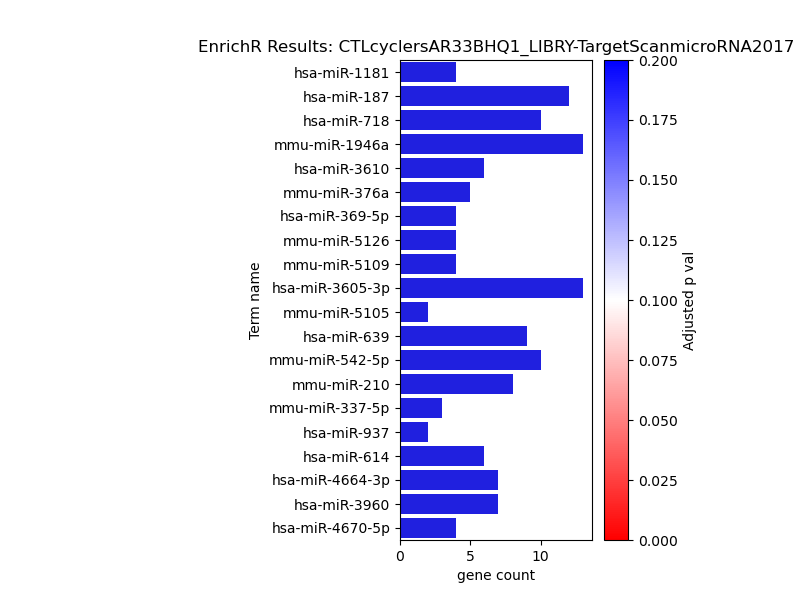 EnrichR Results: CTLcyclersAR33BHQ1_LIBRY-TargetScanmicroRNA2017
hsa-miR-1181
hsa-miR-187
hsa-miR-718
mmu-miR-1946a
hsa-miR-3610
mmu-miR-376a
hsa-miR-369-5p
mmu-miR-5126
mmu-miR-5109
hsa-miR-3605-3p
mmu-miR-5105
hsa-miR-639
mmu-miR-542-5p
mmu-miR-210
mmu-miR-337-5p
hsa-miR-937
hsa-miR-614
hsa-miR-4664-3p
hsa-miR-3960
hsa-miR-4670-5p
Term name
0 5 10
gene count
0.200
0.175
0.150
0.125
0.100
0.075
0.050
0.025
0.000
Adjusted p val